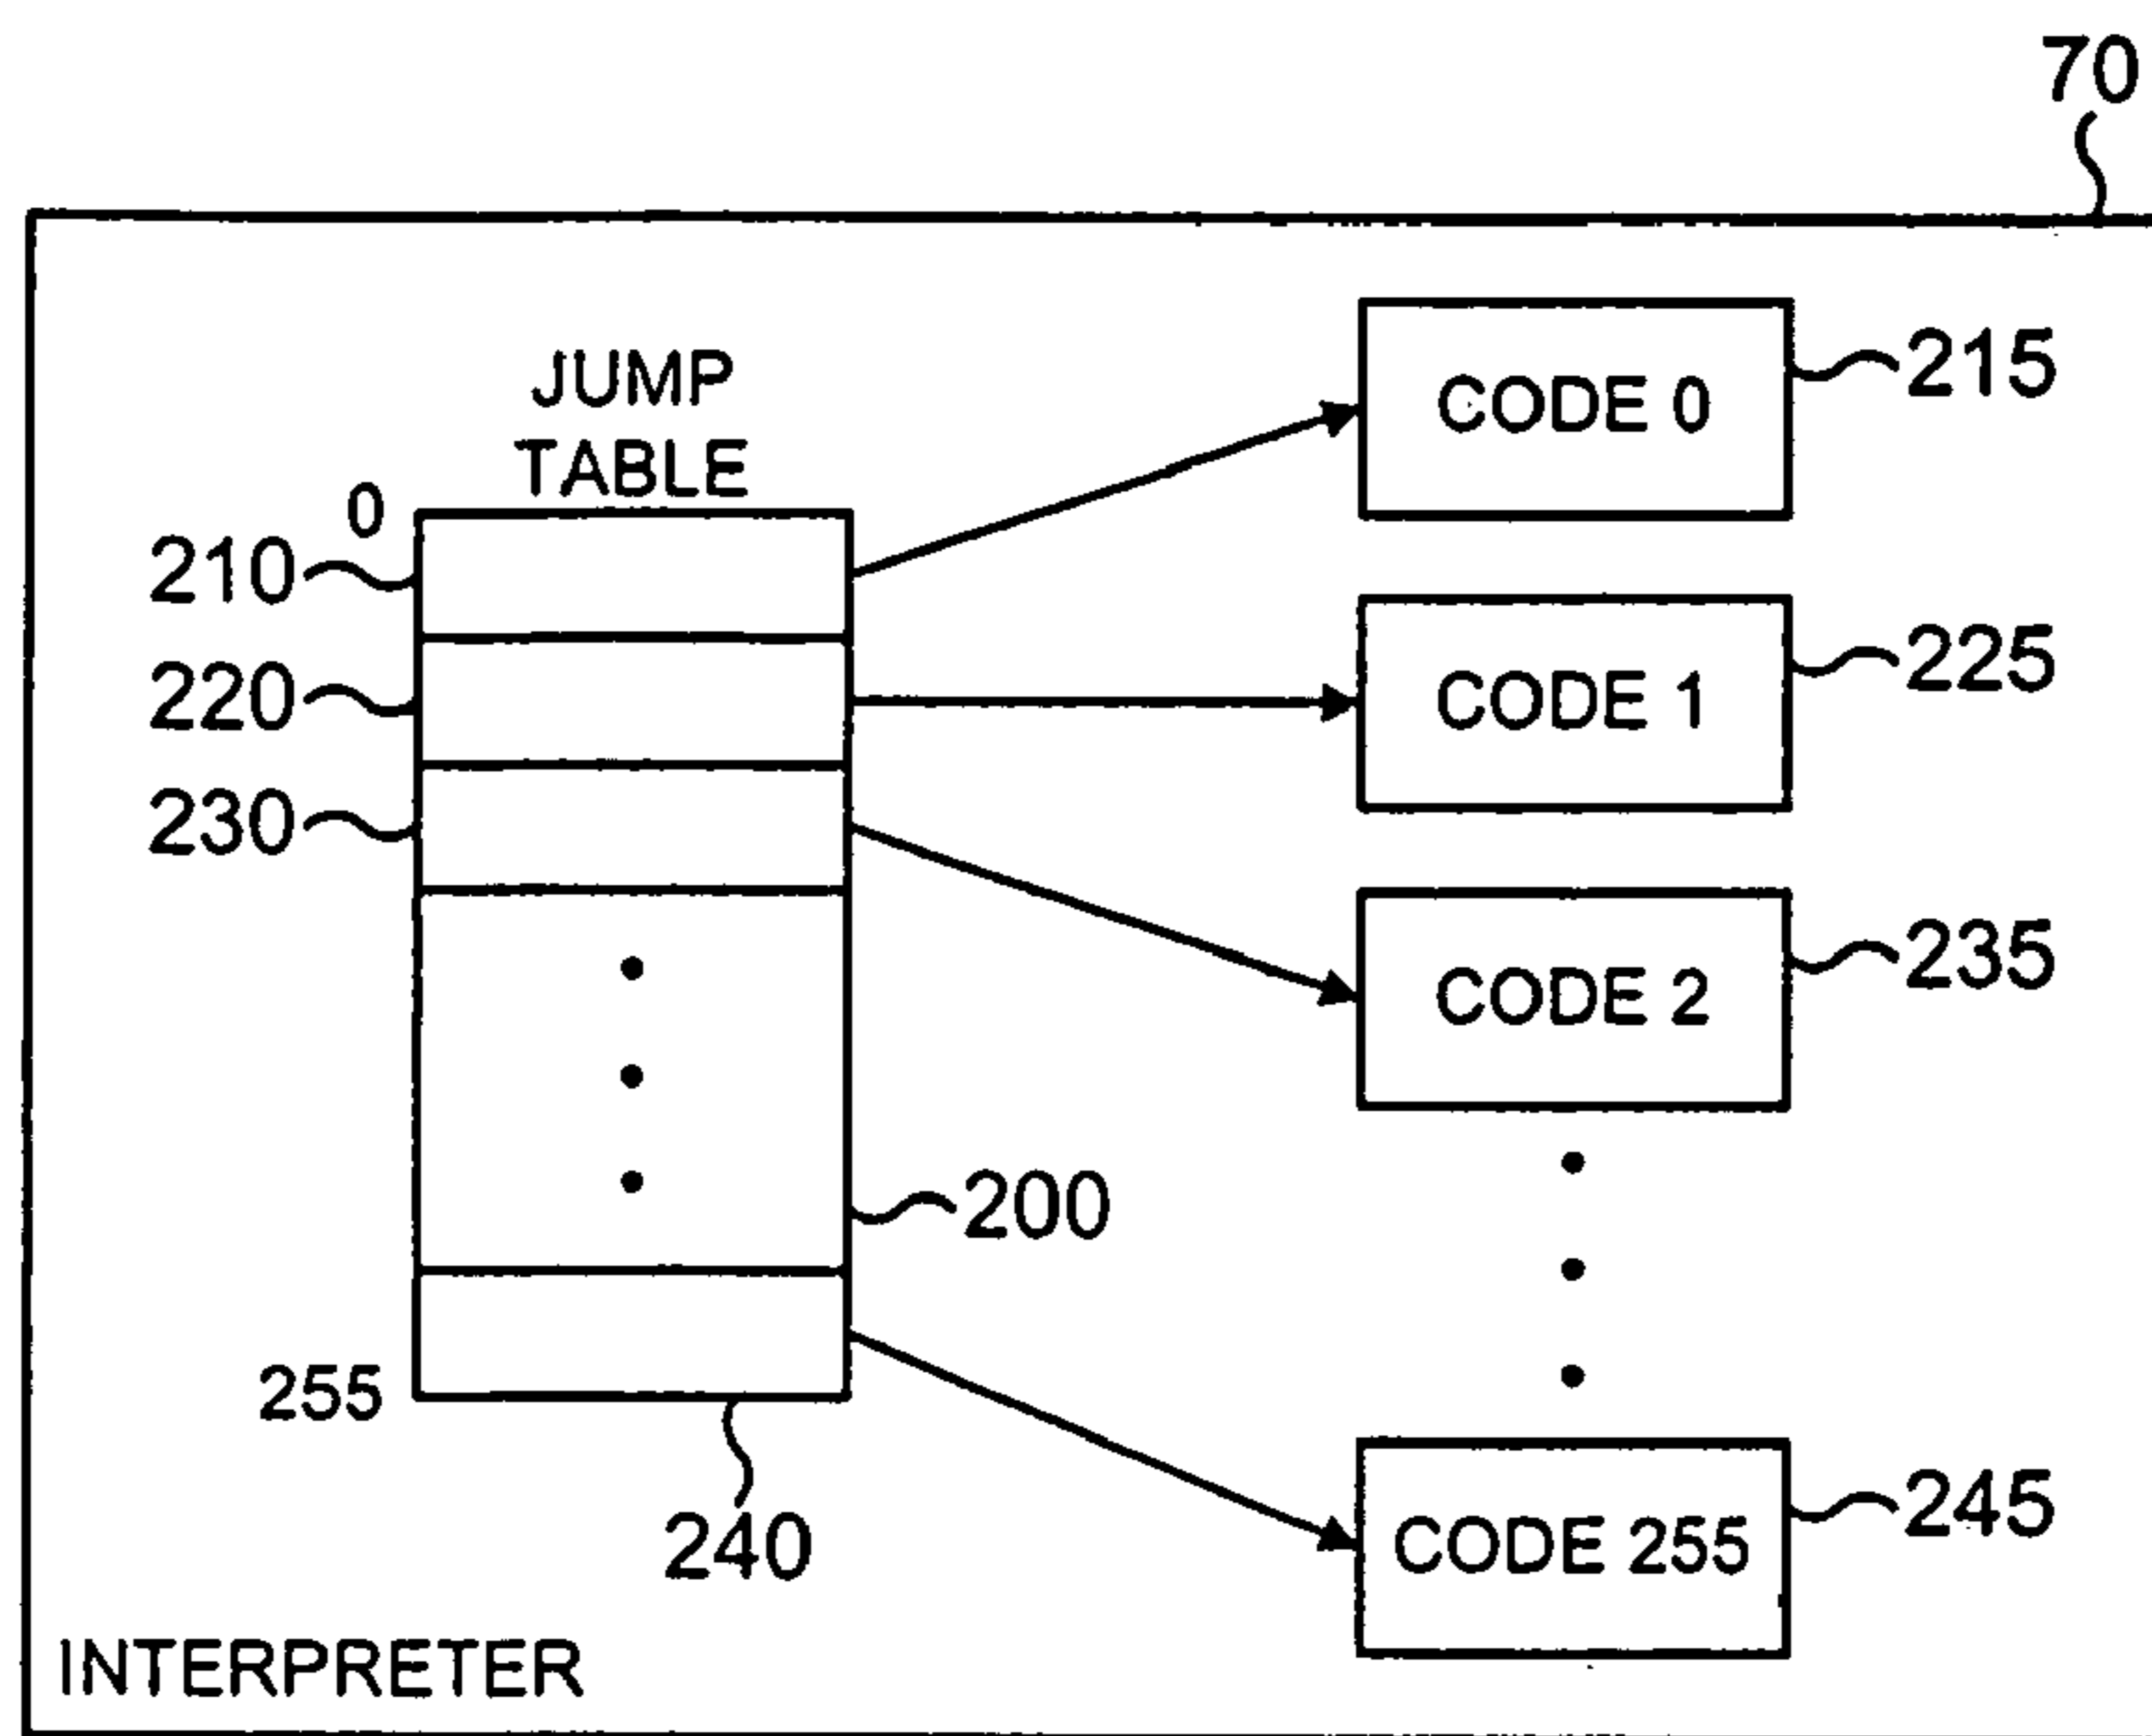 70
JUMP
TABLE
0
210
220
230
200
255
240
CODE 0
215
CODE 1
225
CODE 2
235
CODE 255
245
INTERPRETER